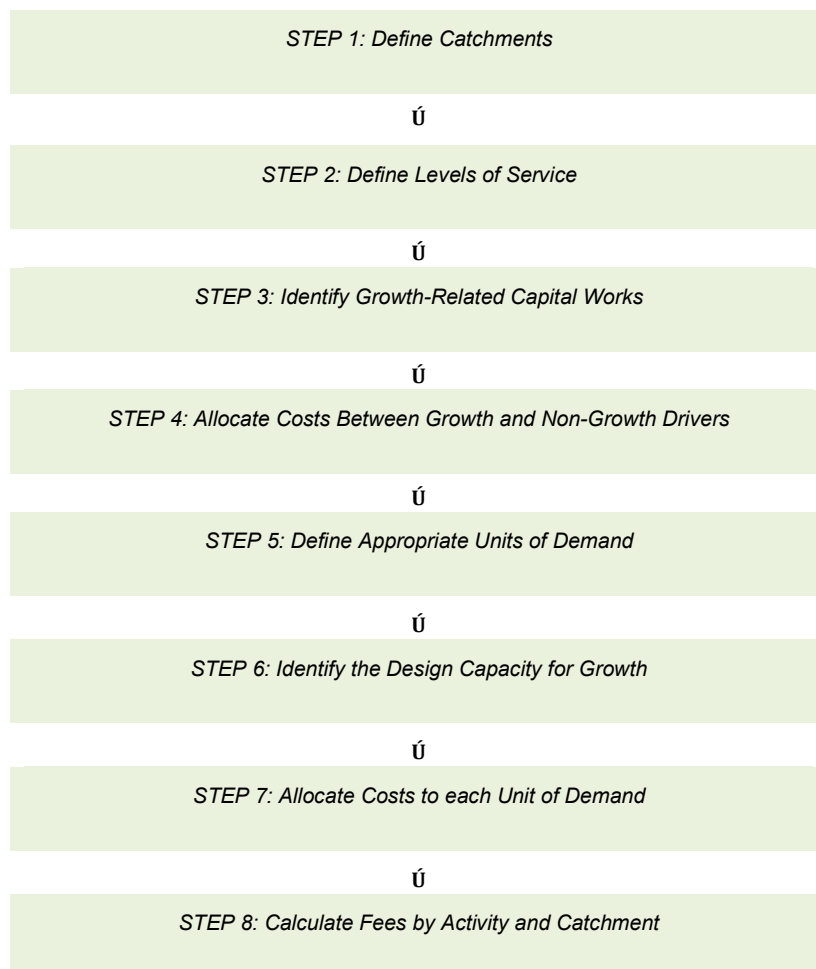 STEP 1: Define Catchments
Ú
STEP 2: Define Levels of Service
Ú
STEP 3: Identify Growth-Related Capital Works
Ú
STEP 4: Allocate Costs Between Growth and Non-Growth Drivers
Ú
STEP 5: Define Appropriate Units of Demand
Ú
STEP 6: Identify the Design Capacity for Growth
Ú
STEP 7: Allocate Costs to each Unit of Demand
Ú
STEP 8: Calculate Fees by Activity and Catchment